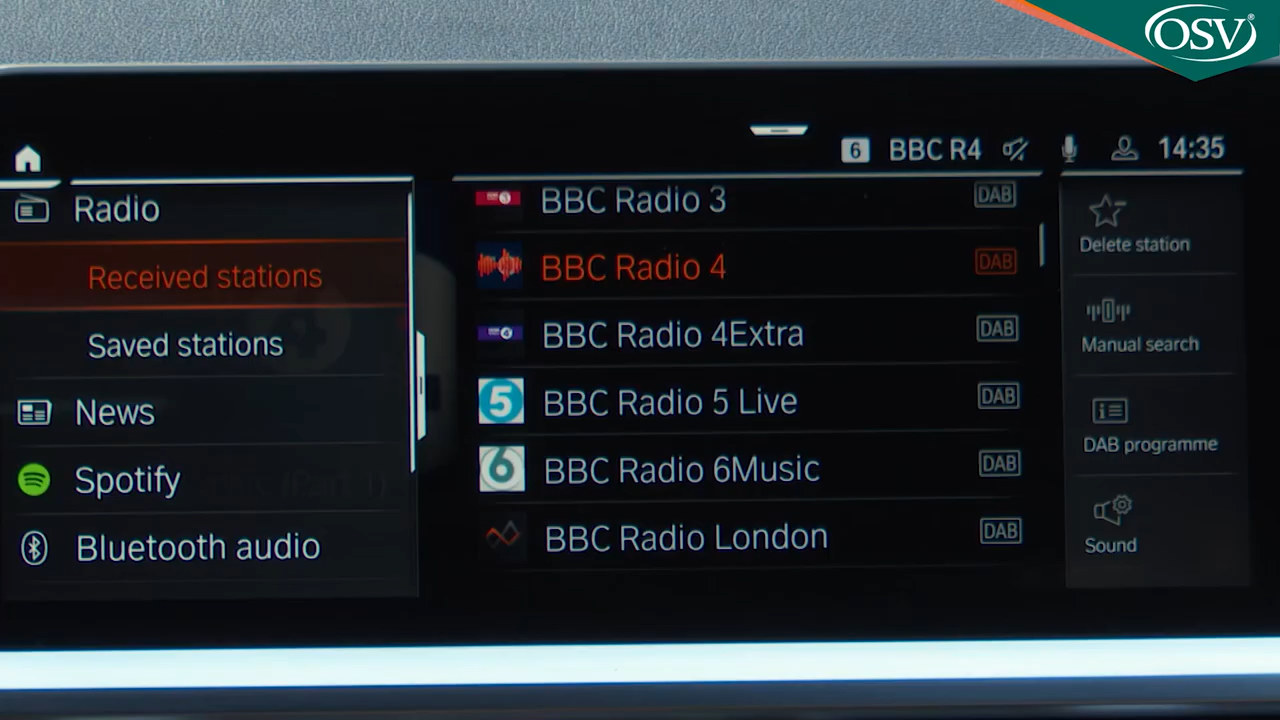 OSV®
6 BBC R4 14:35
Radio
Received stations
Saved stations
News
Spotify
Bluetooth audio
BBC Radio 3 DAB
BBC Radio 4 DAB
BBC Radio 4Extra DAB
5 BBC Radio 5 Live DAB
6 BBC Radio 6Music DAB
BBC Radio London DAB
Delete station
Manual search
DAB programme
Sound